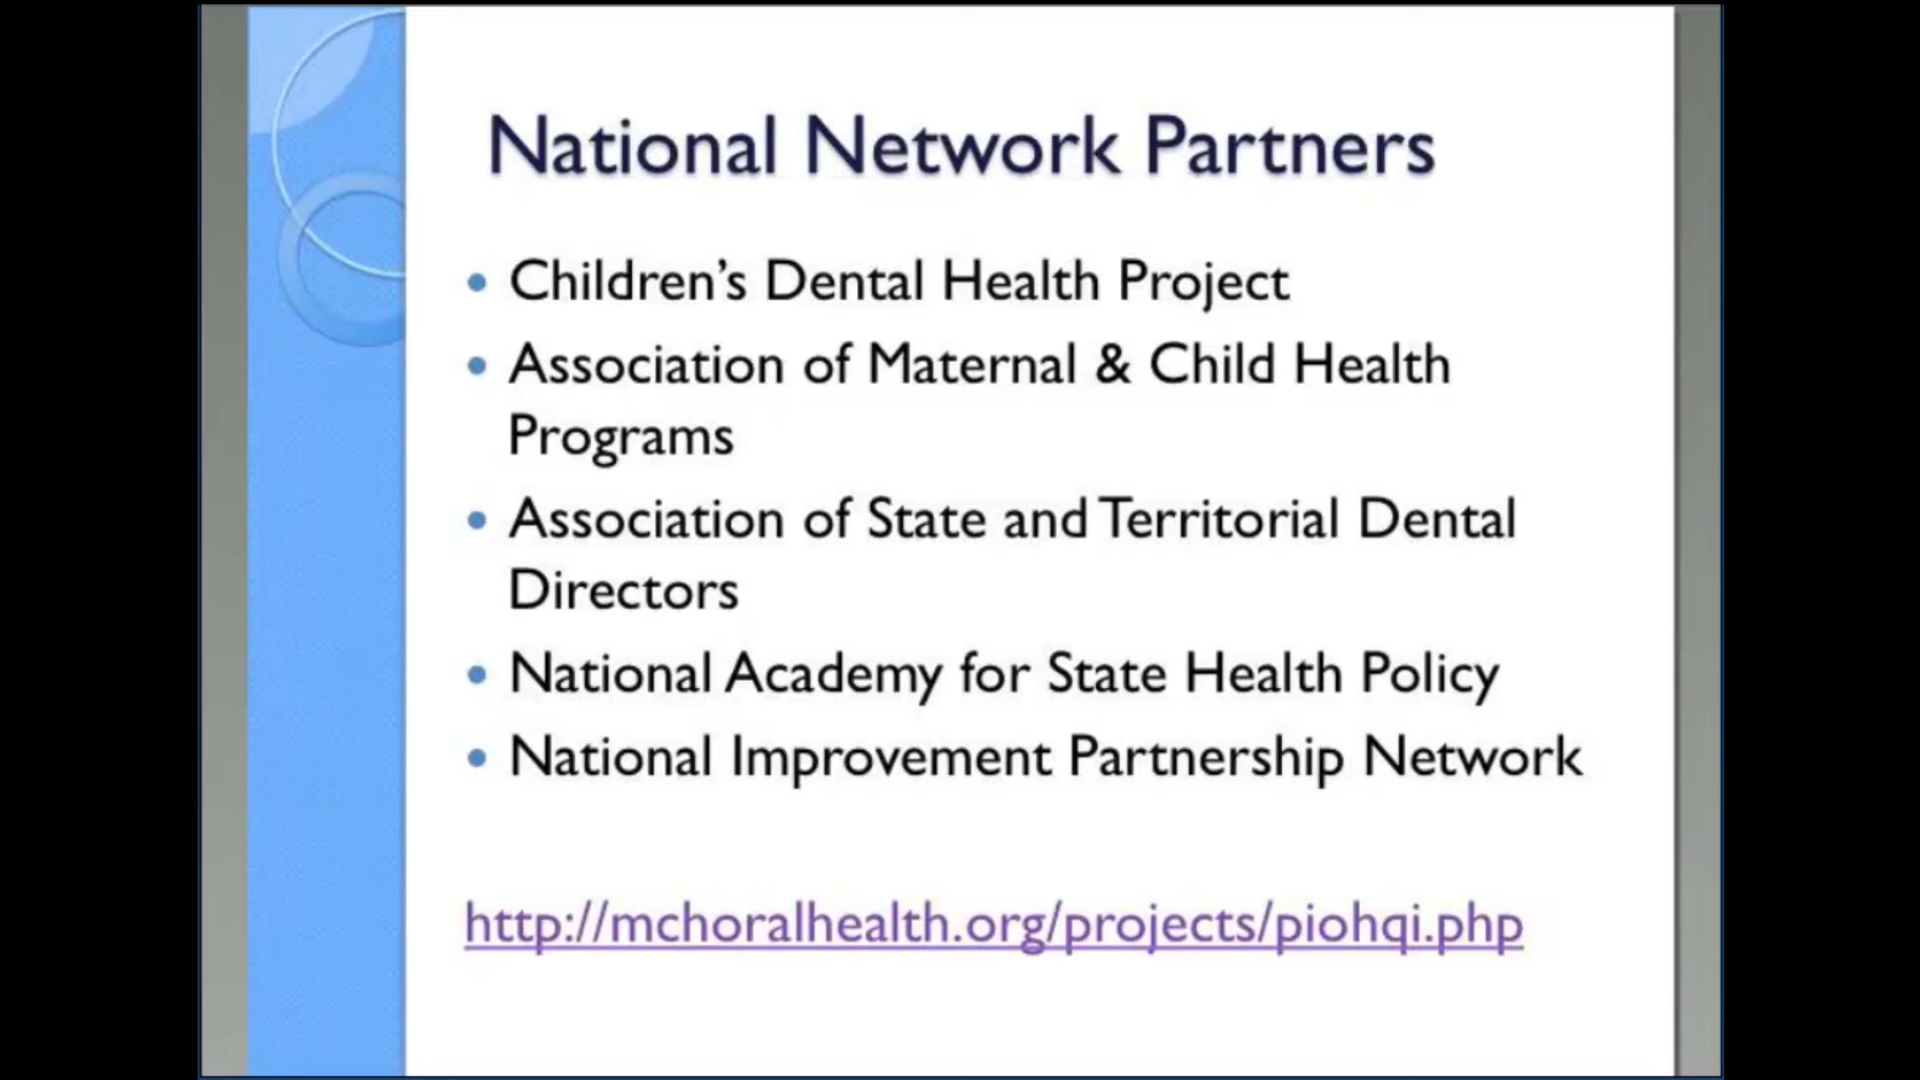 National Network Partners
• Children’s Dental Health Project
• Association of Maternal & Child Health
Programs
• Association of State and Territorial Dental
Directors
• National Academy for State Health Policy
• National Improvement Partnership Network
http://mchoralhealth.org/projects/piohqi.php